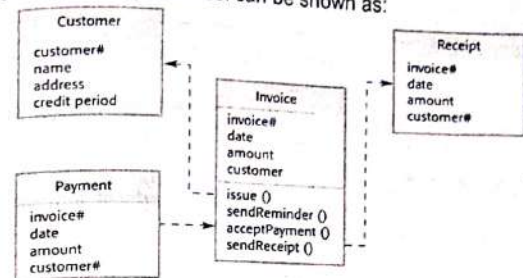 can be shown as:
Customer
customer#
name
address
credit period
Receipt
invoice#
date
amount
customer#
Invoice
invoice#
date
amount
customer
issue ()
sendReminder ()
acceptPayment ()
sendReceipt ()
Payment
invoice#
date
amount
customer#